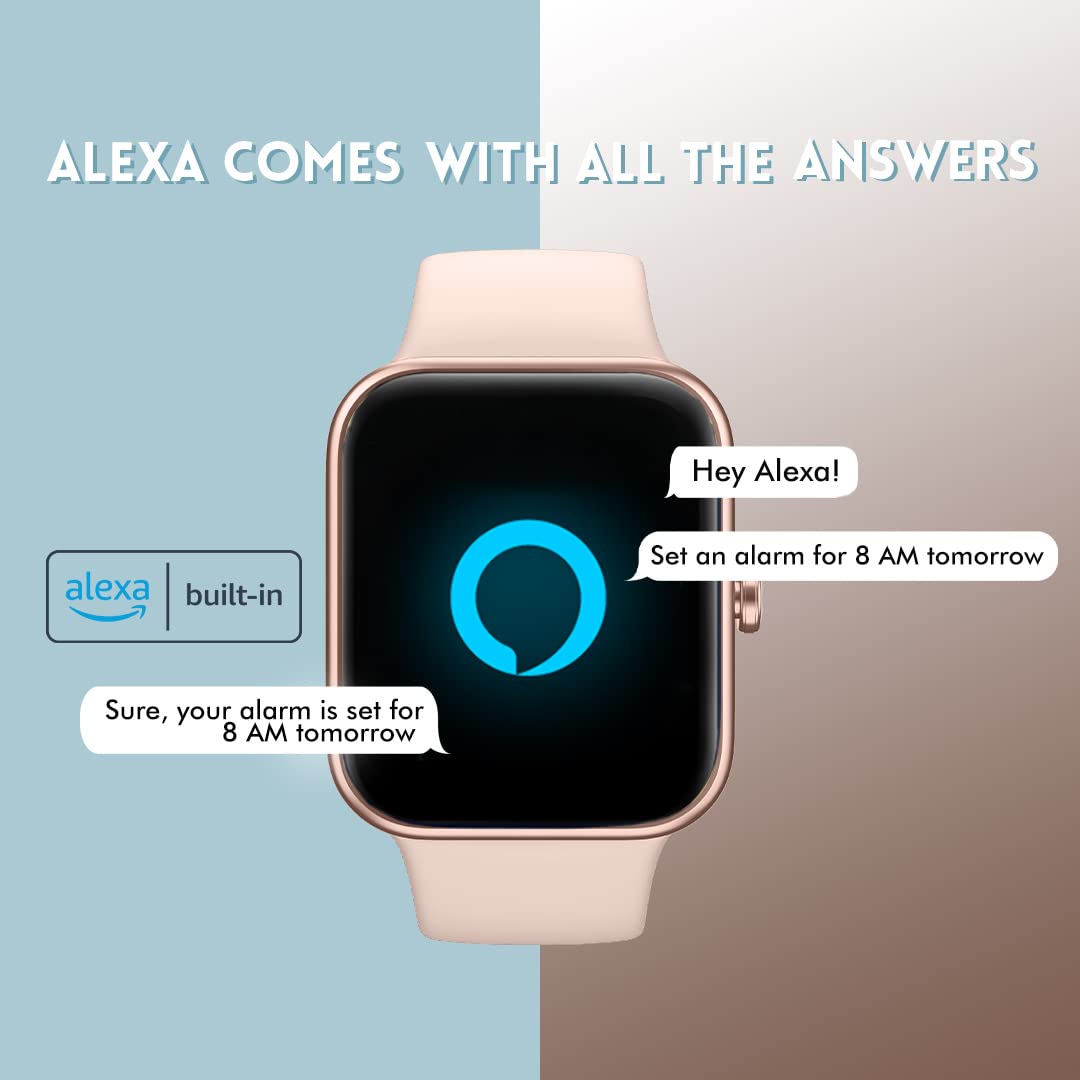 ALEXA COMES WITH ALL THE ANSWERS
Hey Alexa!
Set an alarm for 8 AM tomorrow
alexa | built-in
Sure, your alarm is set for
8 AM tomorrow